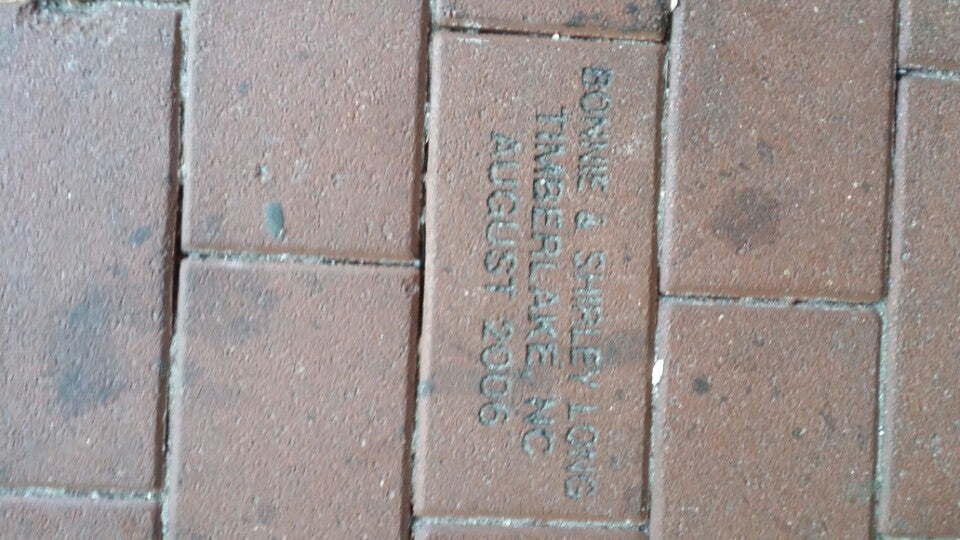 BONNIE & SHIRLEY LONG
TIMBERLAKE, NC
AUGUST 2006